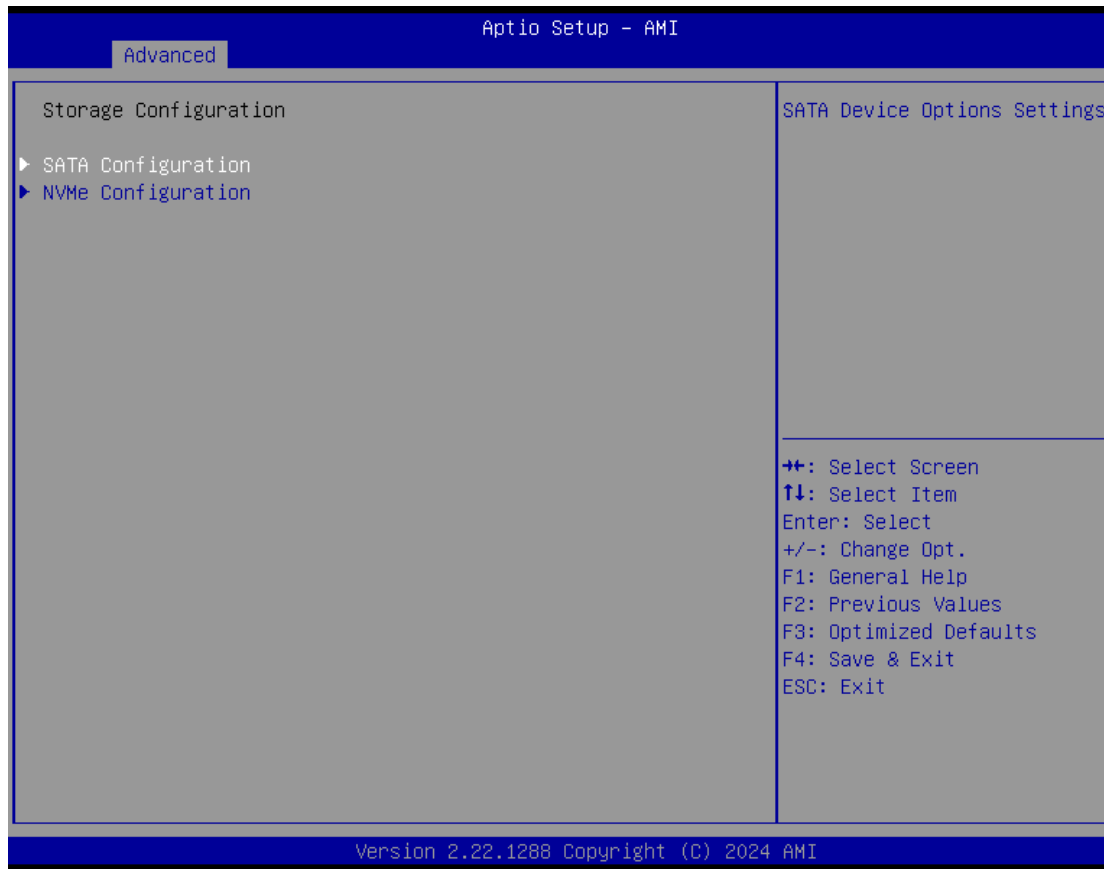 Aptio Setup – AMI
Advanced
Storage Configuration
▶ SATA Configuration
▶ NVMe Configuration
SATA Device Options Settings
→←: Select Screen
↑↓: Select Item
Enter: Select
+/-: Change Opt.
F1: General Help
F2: Previous Values
F3: Optimized Defaults
F4: Save & Exit
ESC: Exit
Version 2.22.1288 Copyright (C) 2024 AMI